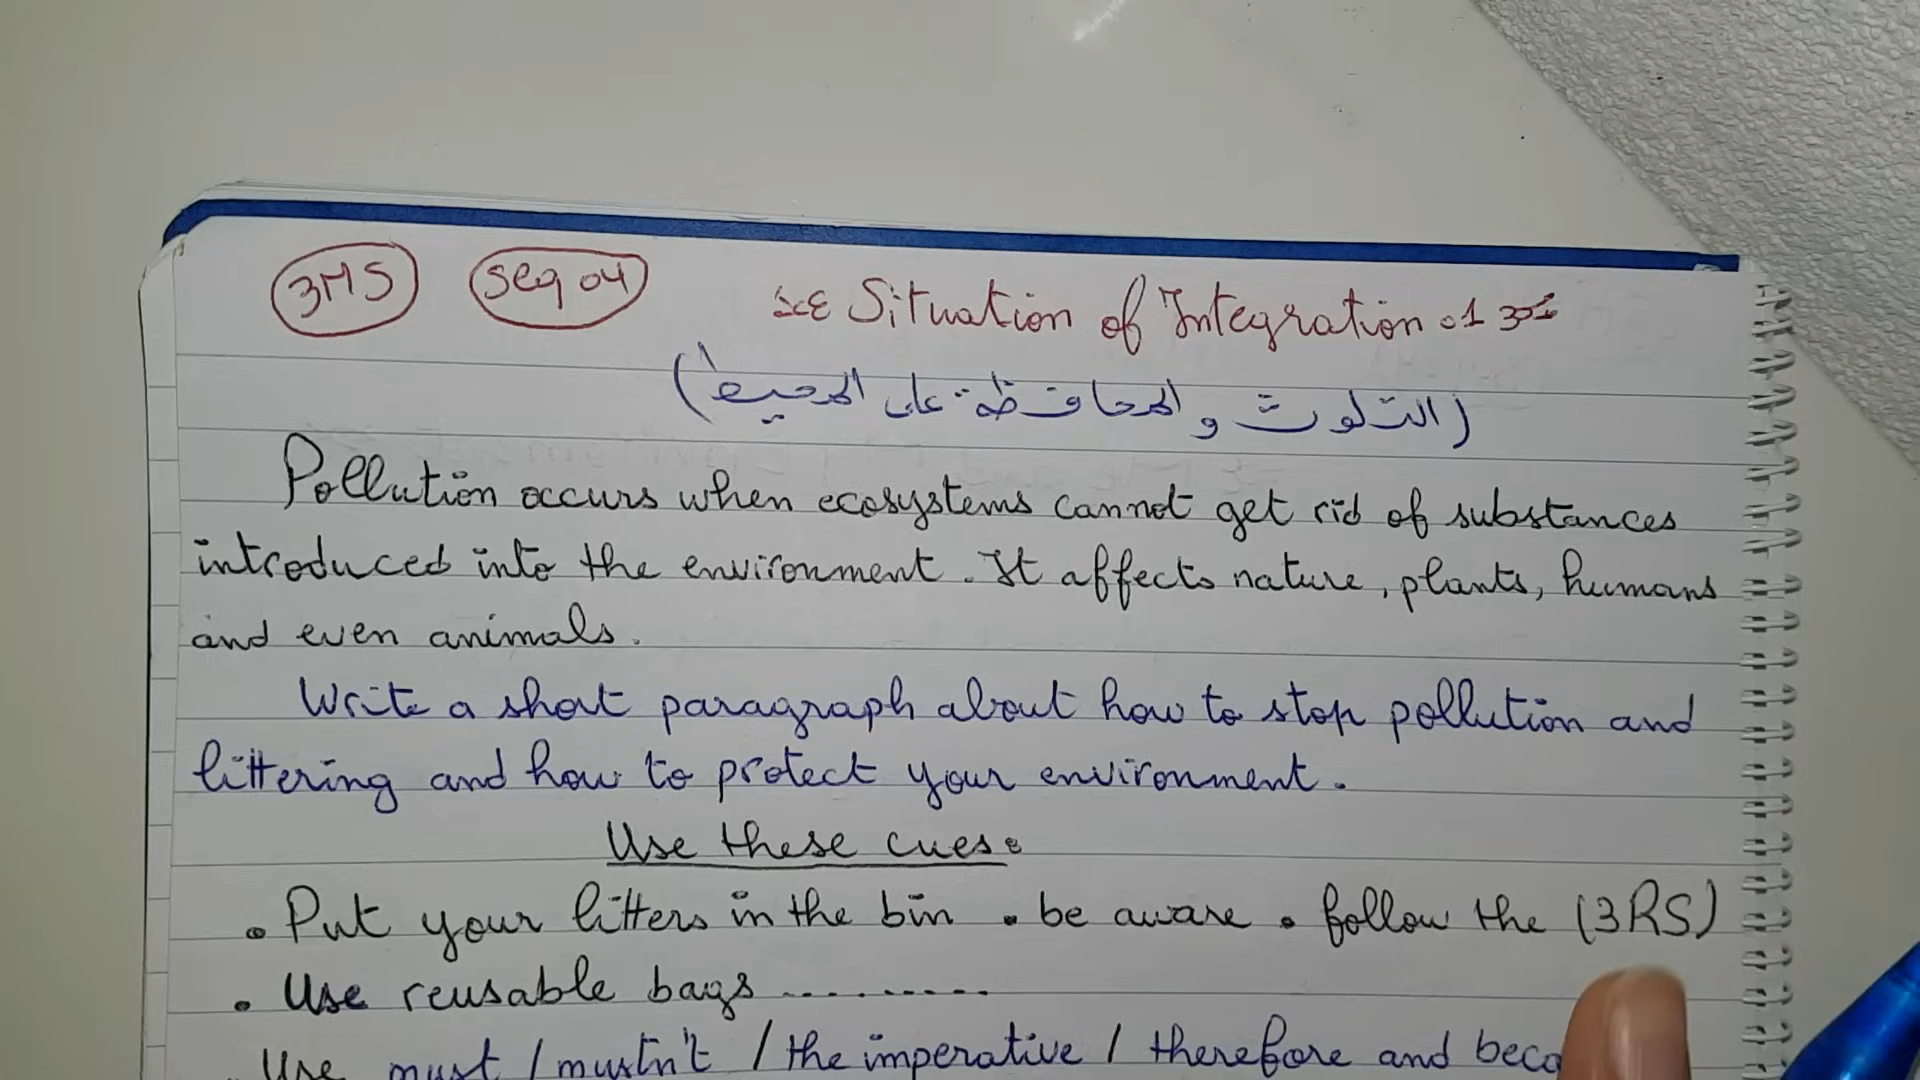 3MS Seq 04 Situation of Integration 01
(التلوث والمحافظة على المحيط)
Pollution occurs when ecosystems cannot get rid of substances
introduced into the environment. It affects nature, plants, humans
and even animals.
Write a short paragraph about how to stop pollution and
littering and how to protect your environment.
Use these cues:
• Put your litters in the bin • be aware • follow the (3RS)
• Use reusable bags ..........
• Use must / mustn't / the imperative / therefore and